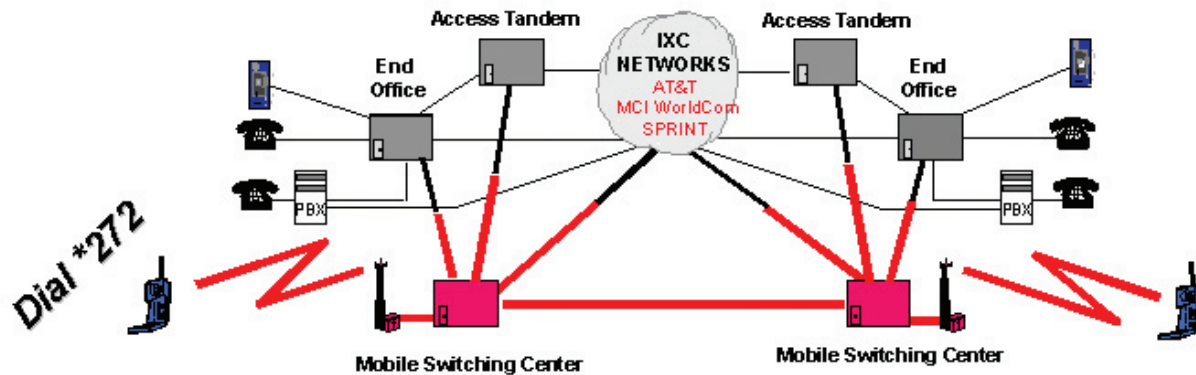 Access Tandem
Access Tandem
IXC
NETWORKS
AT&T
MCI WorldCom
SPRINT
End
Office
End
Office
PBX
PBX
Dial *272
Mobile Switching Center
Mobile Switching Center